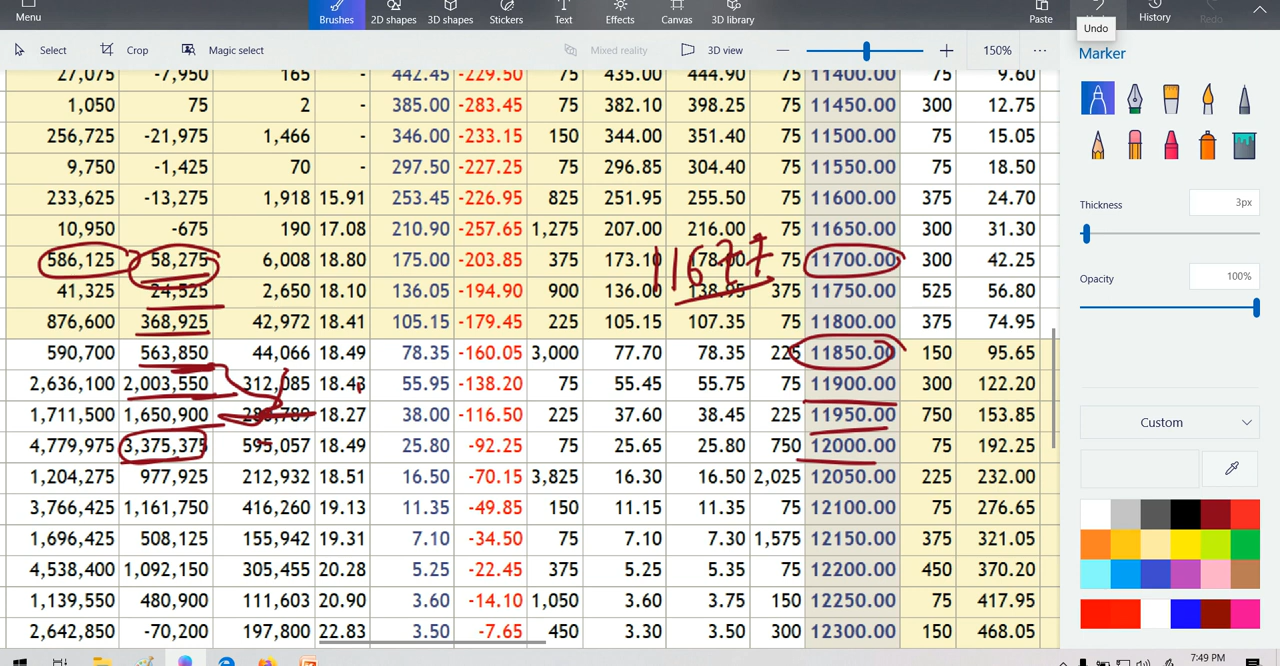 Menu Brushes 2D shapes 3D shapes Stickers Text Effects Canvas 3D library Paste Undo History Redo
Undo
Select Crop Magic select Mixed reality 3D view 150% ...
Marker
Thickness 3px
Opacity 100%
Custom
27,075 -7,950 165 - 442.45 -229.50 75 435.00 444.90 75 11400.00 75 9.60
1,050 75 2 - 385.00 -283.45 75 382.10 398.25 75 11450.00 300 12.75
256,725 -21,975 1,466 - 346.00 -233.15 150 344.00 351.40 75 11500.00 75 15.05
9,750 -1,425 70 - 297.50 -227.25 75 296.85 304.40 75 11550.00 75 18.50
233,625 -13,275 1,918 15.91 253.45 -226.95 825 251.95 255.50 75 11600.00 375 24.70
10,950 -675 190 17.08 210.90 -257.65 1,275 207.00 216.00 75 11650.00 300 31.30
586,125 58,275 6,008 18.80 175.00 -203.85 375 173.10 75 11700.00 300 42.25
11677
41,325 24,525 2,650 18.10 136.05 -194.90 900 136.00 138.95 375 11750.00 525 56.80
876,600 368,925 42,972 18.41 105.15 -179.45 225 105.15 107.35 75 11800.00 375 74.95
590,700 563,850 44,066 18.49 78.35 -160.05 3,000 77.70 78.35 225 11850.00 150 95.65
2,636,100 2,003,550 312,085 18.43 55.95 -138.20 75 55.45 55.75 75 11900.00 300 122.20
1,711,500 1,650,900 18.27 38.00 -116.50 225 37.60 38.45 225 11950.00 750 153.85
4,779,975 3,375,375 595,057 18.49 25.80 -92.25 75 25.65 25.80 750 12000.00 75 192.25
1,204,275 977,925 212,932 18.51 16.50 -70.15 3,825 16.30 16.50 2,025 12050.00 225 232.00
3,766,425 1,161,750 416,260 19.13 11.35 -49.85 150 11.15 11.35 75 12100.00 75 276.65
1,696,425 508,125 155,942 19.31 7.10 -34.50 75 7.10 7.30 1,575 12150.00 375 321.05
4,538,400 1,092,150 305,455 20.28 5.25 -22.45 375 5.25 5.35 75 12200.00 450 370.20
1,139,550 480,900 111,603 20.90 3.60 -14.10 1,050 3.60 3.75 150 12250.00 75 417.95
2,642,850 -70,200 197,800 22.83 3.50 -7.65 450 3.30 3.50 300 12300.00 150 468.05
7:49 PM